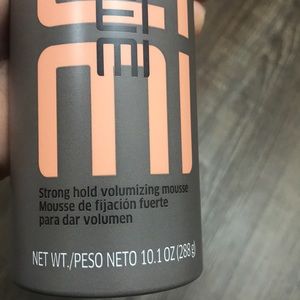 Strong hold volumizing mousse
Mousse de fijación fuerte
para dar volumen
NET WT./PESO NETO 10.1 OZ (288 g)